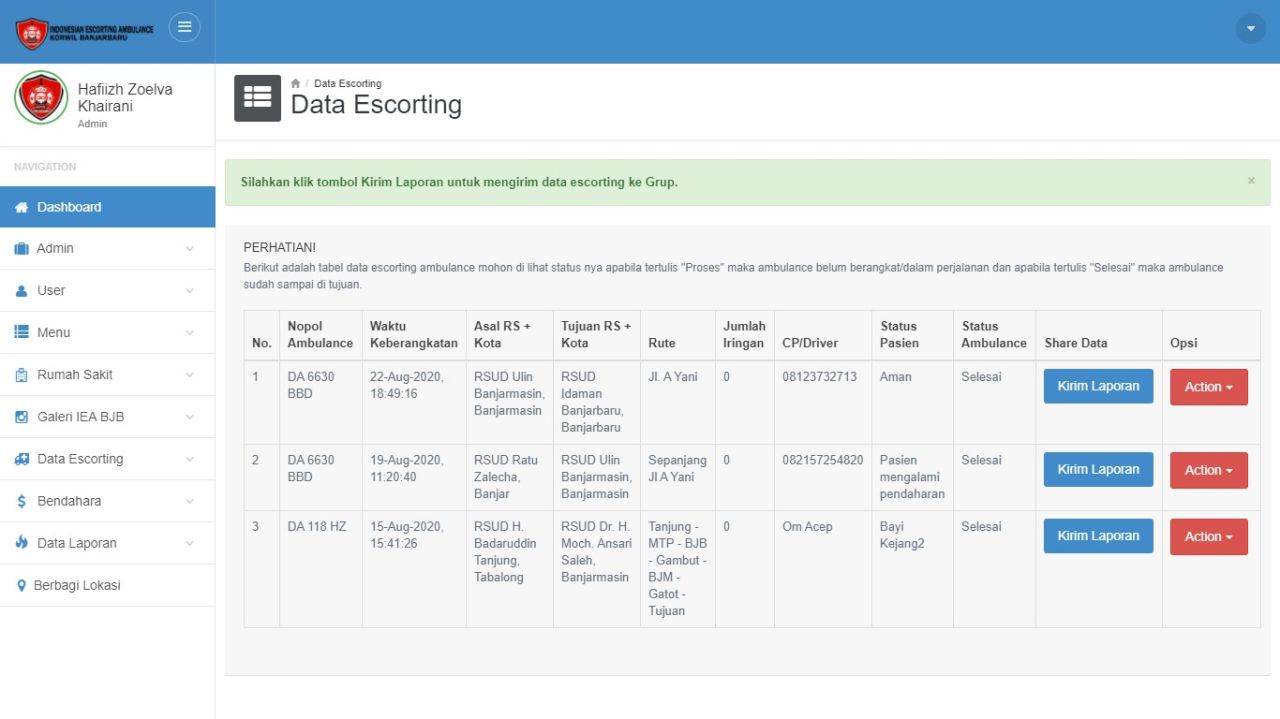 INDONESIAN ESCORTING AMBULANCE
KORWIL BANJARBARU
Hafiizh Zoelva
Khairani
Admin
NAVIGATION
Dashboard
Admin
User
Menu
Rumah Sakit
Galeri IEA BJB
Data Escorting
Bendahara
Data Laporan
Berbagi Lokasi
/ Data Escorting
Data Escorting
Silahkan klik tombol Kirim Laporan untuk mengirim data escorting ke Grup. ×
PERHATIAN!
Berikut adalah tabel data escorting ambulance mohon di lihat status nya apabila tertulis "Proses" maka ambulance belum berangkat/dalam perjalanan dan apabila tertulis "Selesai" maka ambulance
sudah sampai di tujuan.
No. Nopol Ambulance Waktu Keberangkatan Asal RS + Kota Tujuan RS + Kota Rute Jumlah Iringan CP/Driver Status Pasien Status Ambulance Share Data Opsi
1 DA 6630 BBD 22-Aug-2020, 18:49:16 RSUD Ulin Banjarmasin, Banjarmasin RSUD Idaman Banjarbaru, Banjarbaru Jl. A Yani 0 08123732713 Aman Selesai Kirim Laporan Action
2 DA 6630 BBD 19-Aug-2020, 11:20:40 RSUD Ratu Zalecha, Banjar RSUD Ulin Banjarmasin, Banjarmasin Sepanjang Jl A Yani 0 082157254820 Pasien mengalami pendaharan Selesai Kirim Laporan Action
3 DA 118 HZ 15-Aug-2020, 15:41:26 RSUD H. Badaruddin Tanjung, Tabalong RSUD Dr. H. Moch. Ansari Saleh, Banjarmasin Tanjung - MTP - BJB - Gambut - BJM - Gatot - Tujuan 0 Om Acep Bayi Kejang2 Selesai Kirim Laporan Action